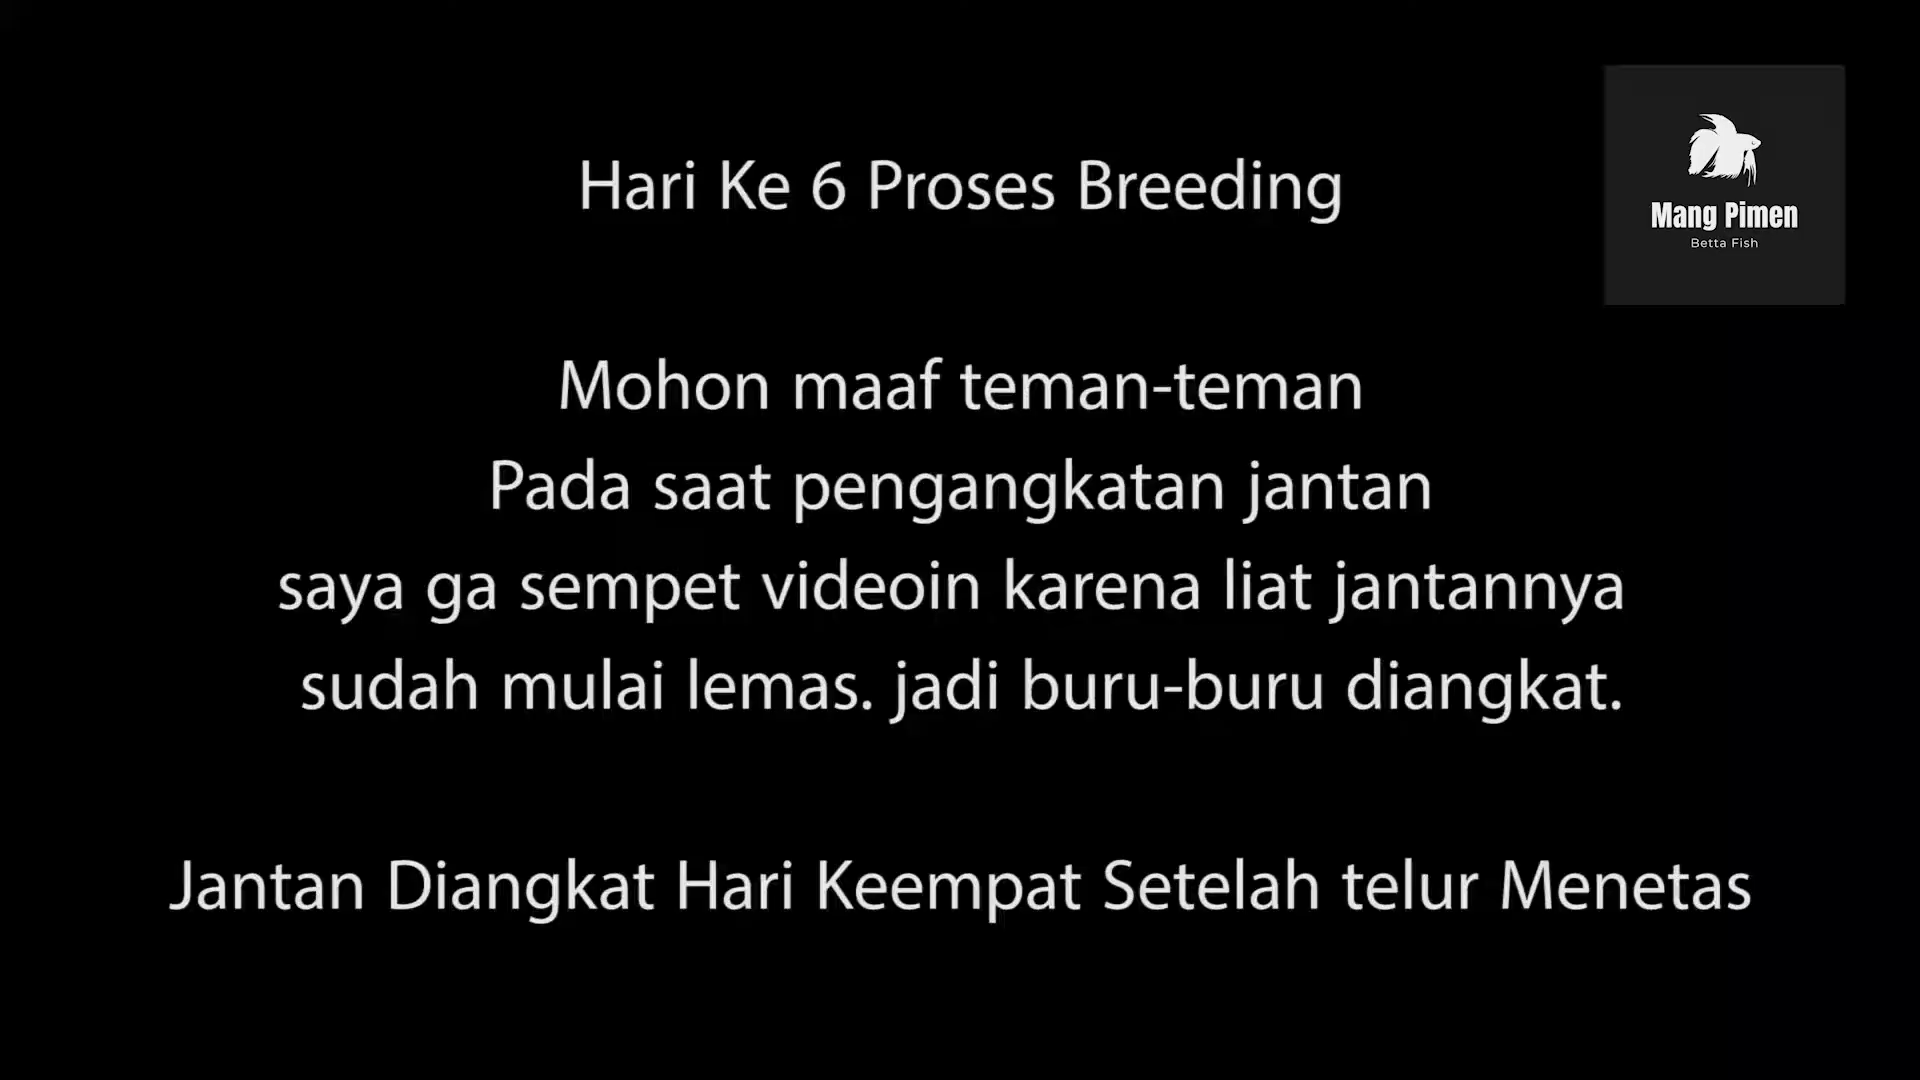 Hari Ke 6 Proses Breeding
Mang Pimen
Betta Fish
Mohon maaf teman-teman
Pada saat pengangkatan jantan
saya ga sempet videoin karena liat jantannya
sudah mulai lemas. jadi buru-buru diangkat.
Jantan Diangkat Hari Keempat Setelah telur Menetas